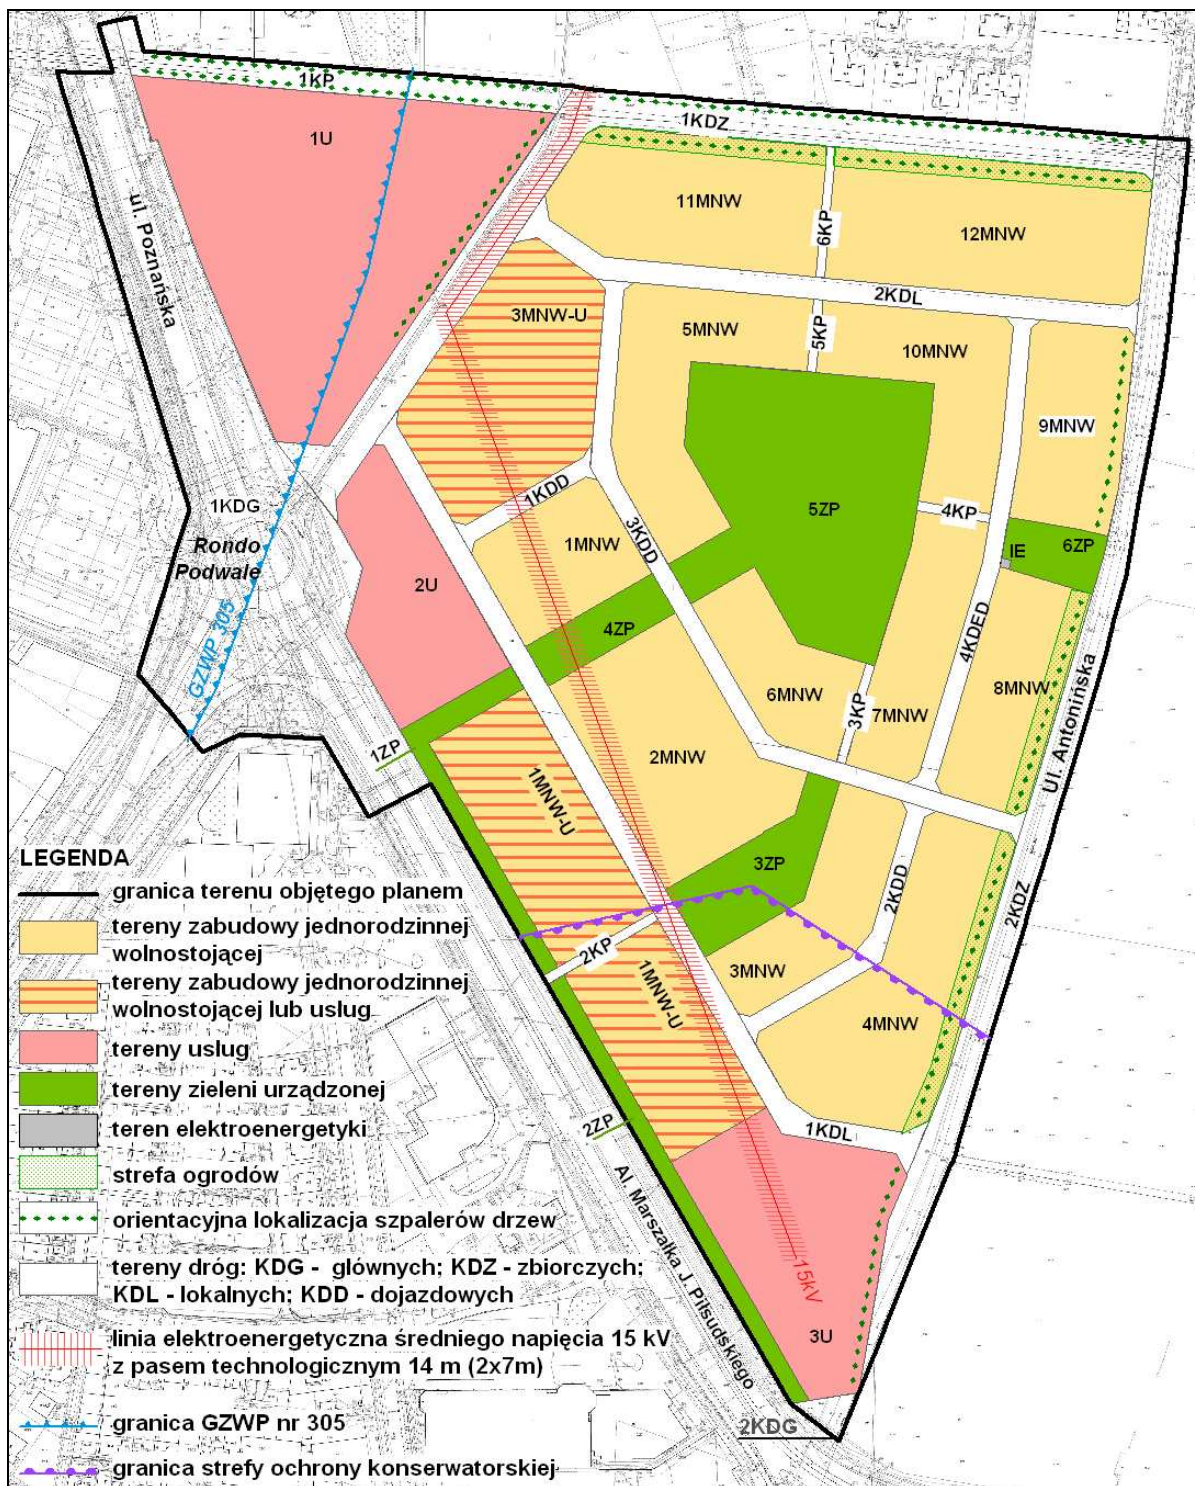 1KP
1KDZ
1U
ul. Poznańska
11MNW
6KP
12MNW
2KDL
3MNW-U
5MNW
5KP
10MNW
9MNW
1KDD
1KDG
Rondo
Podwale
5ZP
4KP
3KDD
1MNW
IE
6ZP
2U
GZWP 305
4ZP
4KDED
6MNW
3KP
7MNW
8MNW
Ul. Antonińska
1ZP
2MNW
1MNW-U
3ZP
2KDD
2KDZ
2KP
3MNW
1MNW-U
4MNW
2ZP
1KDL
Al. Marszałka J. Piłsudskiego
15kV
3U
2KDG
LEGENDA
granica terenu objętego planem
tereny zabudowy jednorodzinnej
wolnostojącej
tereny zabudowy jednorodzinnej
wolnostojącej lub usług
tereny usług
tereny zieleni urządzonej
teren elektroenergetyki
strefa ogrodów
orientacyjna lokalizacja szpalerów drzew
tereny dróg: KDG - głównych; KDZ - zbiorczych;
KDL - lokalnych; KDD - dojazdowych
linia elektroenergetyczna średniego napięcia 15 kV
z pasem technologicznym 14 m (2x7m)
granica GZWP nr 305
granica strefy ochrony konserwatorskiej